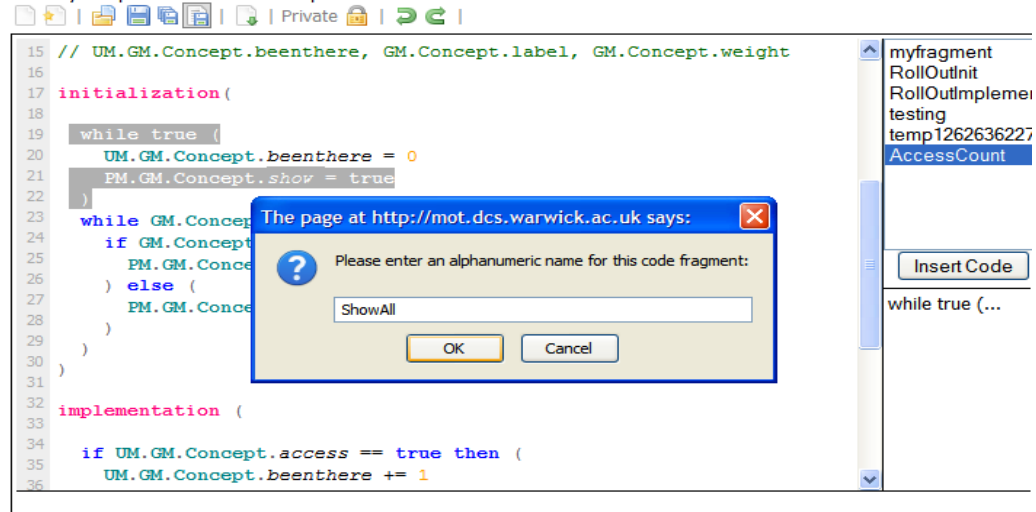 Private
15 // UM.GM.Concept.beenthere, GM.Concept.label, GM.Concept.weight
16
17 initialization(
18
19 while true (
20 UM.GM.Concept.beenthere = 0
21 PM.GM.Concept.show = true
22 )
23 while GM.Concep
24 if GM.Concept
25 PM.GM.Conce
26 ) else (
27 PM.GM.Conce
28 )
29 )
30 )
31
32 implementation (
33
34 if UM.GM.Concept.access == true then (
35 UM.GM.Concept.beenthere += 1
36
The page at http://mot.dcs.warwick.ac.uk says:
Please enter an alphanumeric name for this code fragment:
ShowAll
OK Cancel
myfragment
RollOutInit
RollOutImplemen
testing
temp1262636227
AccessCount
Insert Code
while true (...